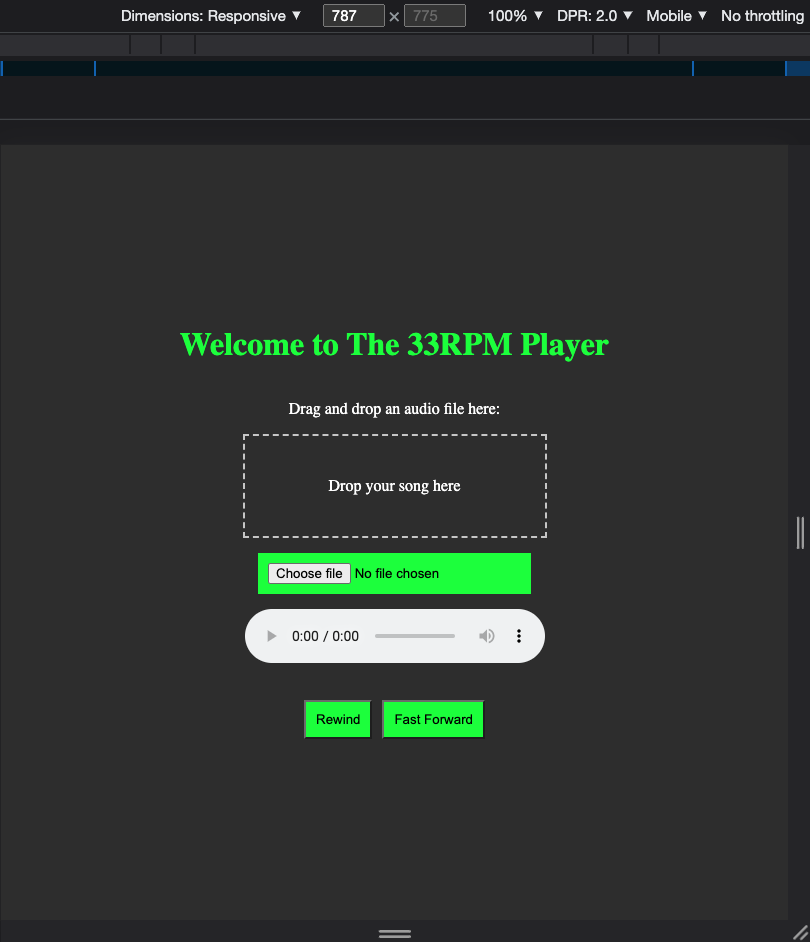 Dimensions: Responsive ▼ 787 × 775 100% ▼ DPR: 2.0 ▼ Mobile ▼ No throttling
Welcome to The 33RPM Player
Drag and drop an audio file here:
Drop your song here
Choose file No file chosen
0:00 / 0:00
Rewind Fast Forward